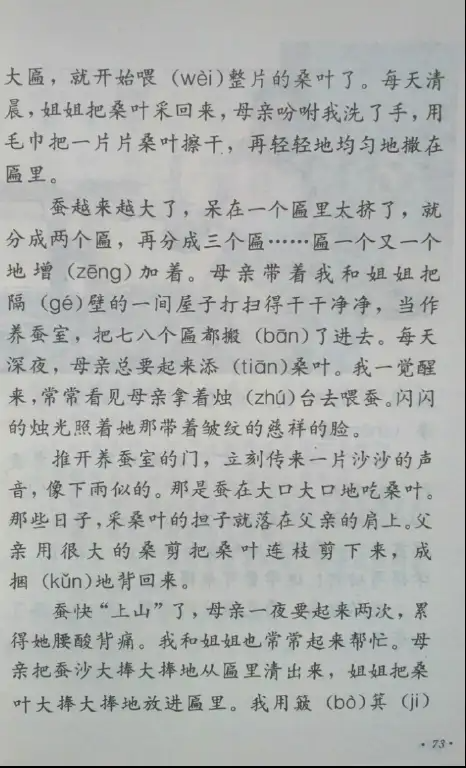 大匾，就开始喂（wèi）整片的桑叶了。每天清
晨，姐姐把桑叶采回来，母亲吩咐我洗了手，用
毛巾把一片片桑叶擦干，再轻轻地均匀地撒在
匾里。
蚕越来越大了，呆在一个匾里太挤了，就
分成两个匾，再分成三个匾……匾一个又一个
地增（zēng）加着。母亲带着我和姐姐把
隔（gé）壁的一间屋子打扫得干干净净，当作
养蚕室，把七八个匾都搬（bān）了进去。每天
深夜，母亲总要起来添（tiān）桑叶。我一觉醒
来，常常看见母亲拿着烛（zhú）台去喂蚕。闪闪
的烛光照着她那带着皱纹的慈祥的脸。
推开养蚕室的门，立刻传来一片沙沙的声
音，像下雨似的。那是蚕在大口大口地吃桑叶。
那些日子，采桑叶的担子就落在父亲的肩上。父
亲用很大的桑剪把桑叶连枝剪下来，成
捆（kǔn）地背回来。
蚕快“上山”了，母亲一夜要起来两次，累
得她腰酸背痛。我和姐姐也常常起来帮忙。母
亲把蚕沙大捧大捧地从匾里清出来，姐姐把桑
叶大捧大捧地放进匾里。我用簸（bò）箕（ji）
·73·